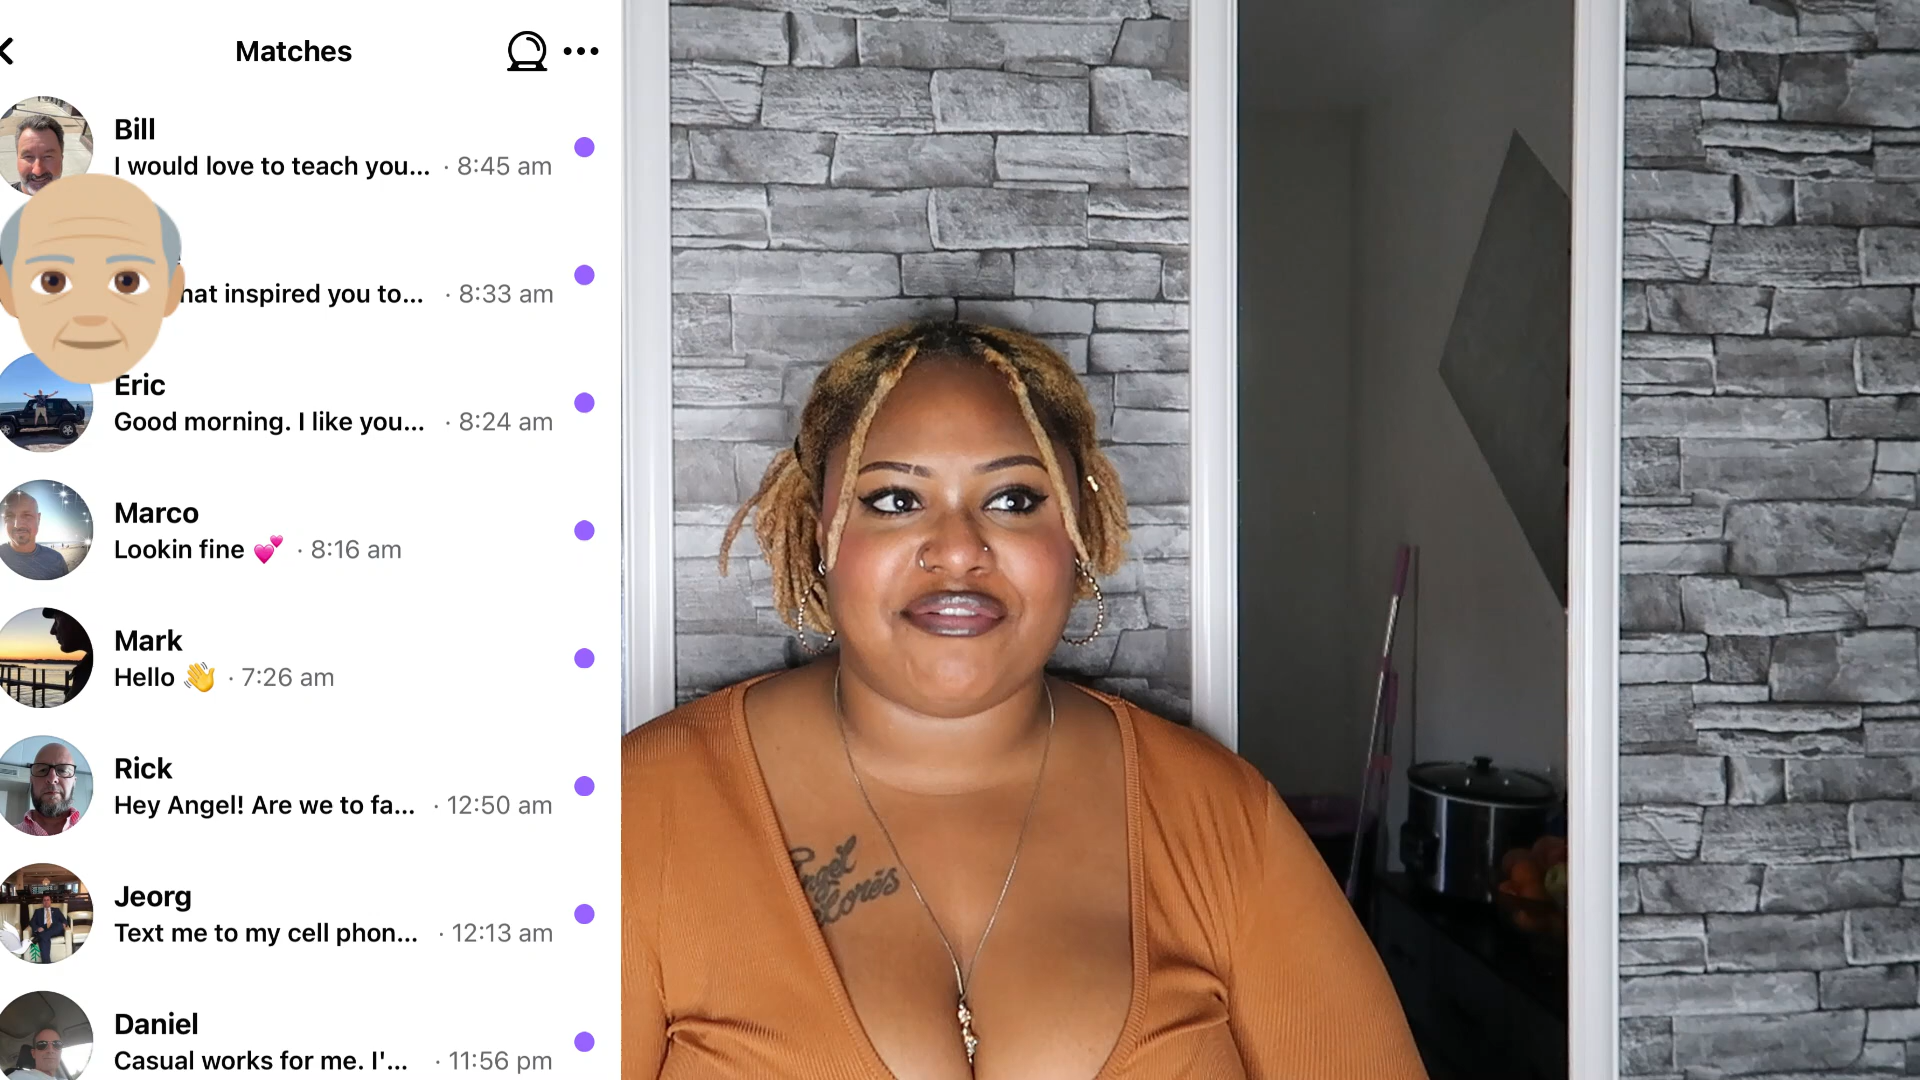 Matches
Bill
I would love to teach you... · 8:45 am
hat inspired you to... · 8:33 am
Eric
Good morning. I like you... · 8:24 am
Marco
Lookin fine 💕 · 8:16 am
Mark
Hello 👋 · 7:26 am
Rick
Hey Angel! Are we to fa... · 12:50 am
Jeorg
Text me to my cell phon... · 12:13 am
Daniel
Casual works for me. I'... · 11:56 pm